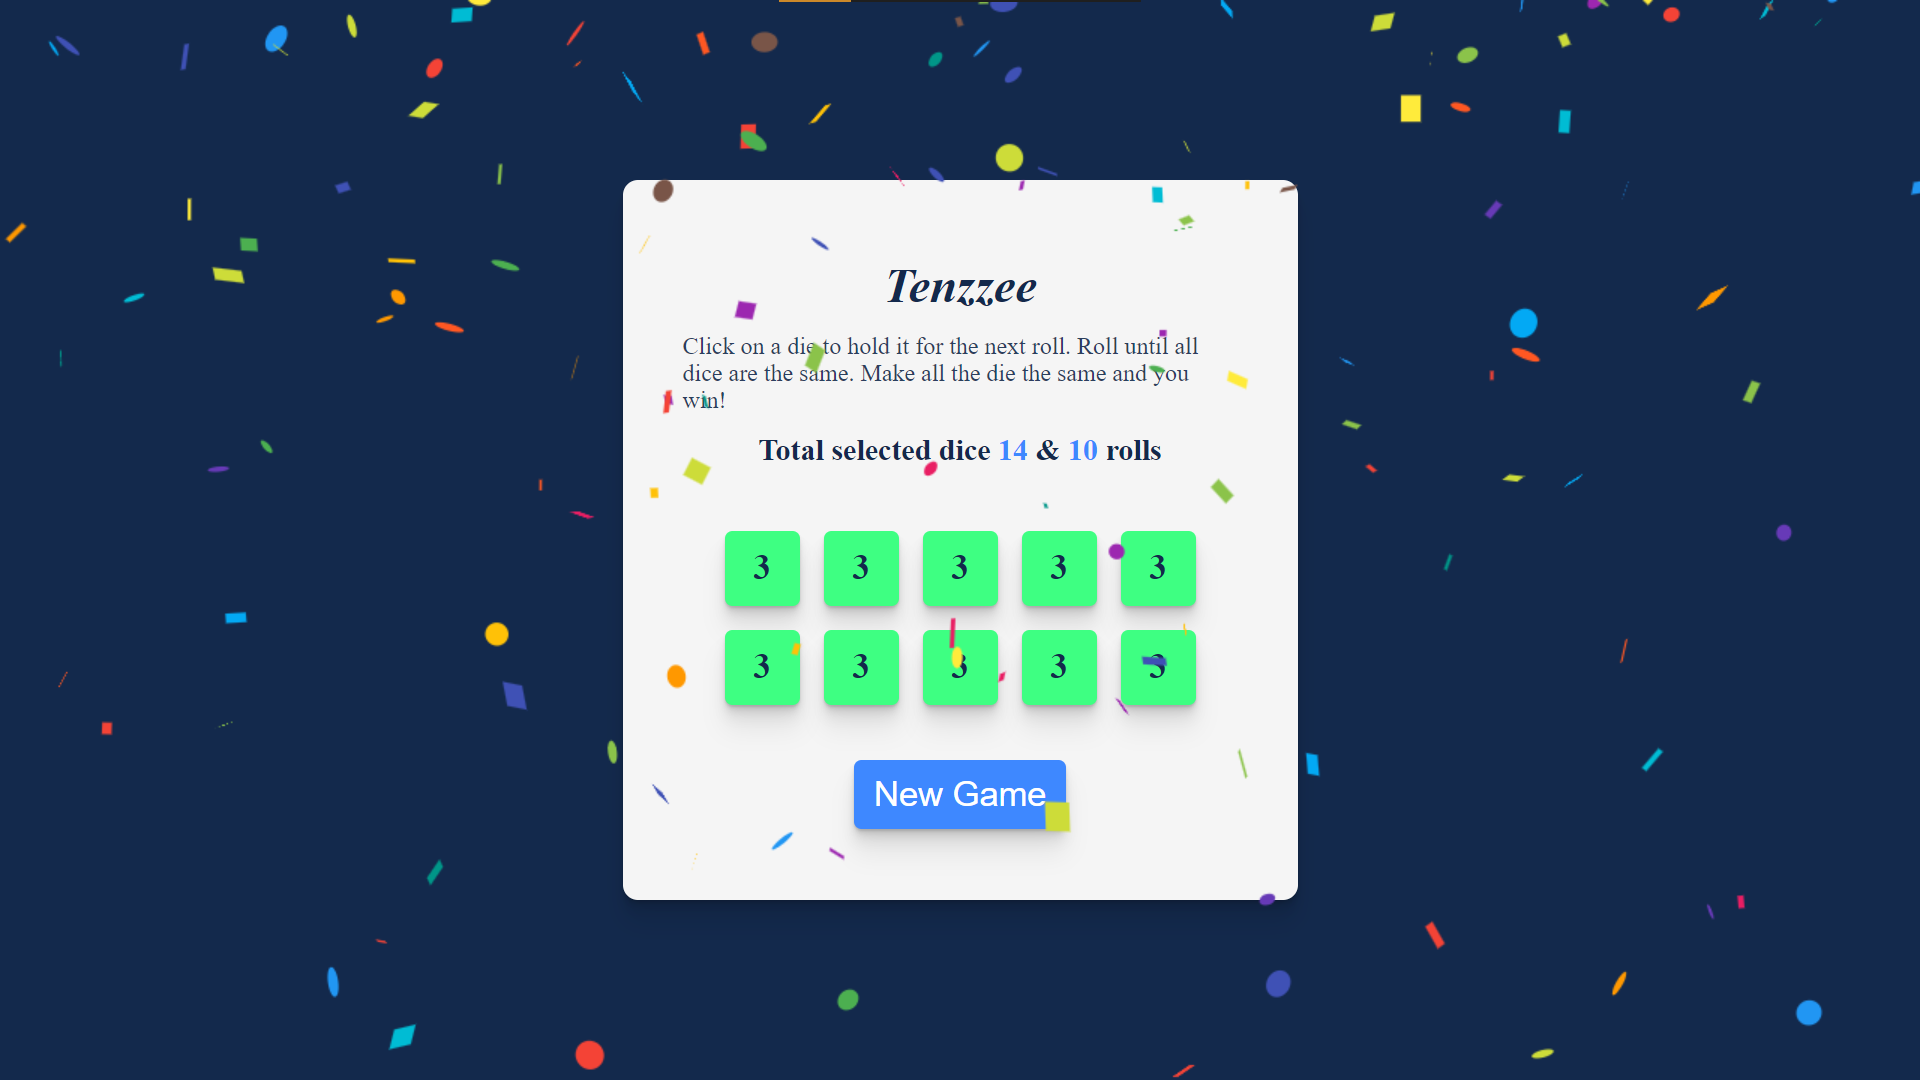 Tenzzee
Click on a die to hold it for the next roll. Roll until all
dice are the same. Make all the die the same and you
win!
Total selected dice 14 & 10 rolls
3 3 3 3 3
3 3 3 3 3
New Game